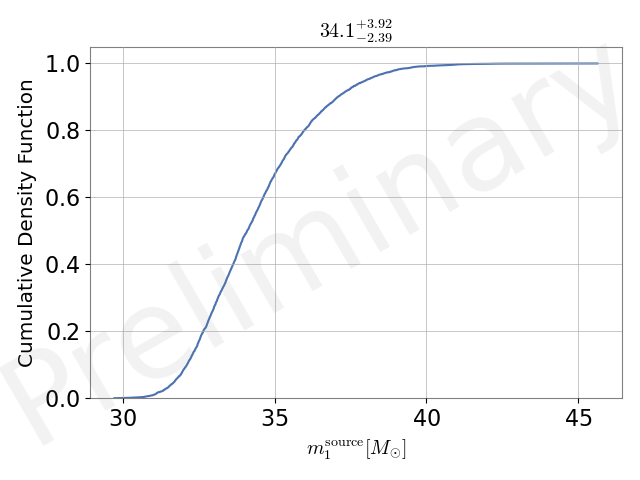 34.1^{+3.92}_{-2.39}
Cumulative Density Function
1.0
0.8
0.6
0.4
0.2
0.0
30 35 40 45
m_1^{source}[M_⊙]
Preliminary